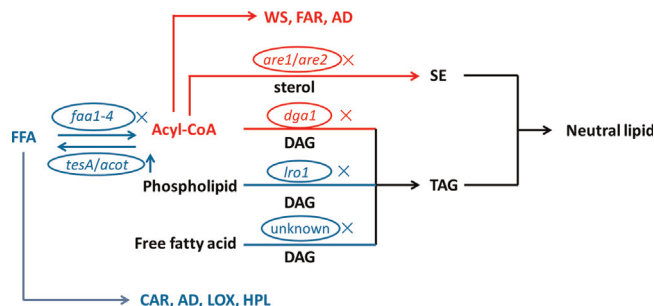 WS, FAR, AD
are1/are2 ×
sterol
SE
faa1-4 ×
FFA
Acyl-CoA
dga1 ×
DAG
Neutral lipid
tesA/acot
Phospholipid
lro1 ×
DAG
TAG
Free fatty acid
unknown ×
DAG
CAR, AD, LOX, HPL